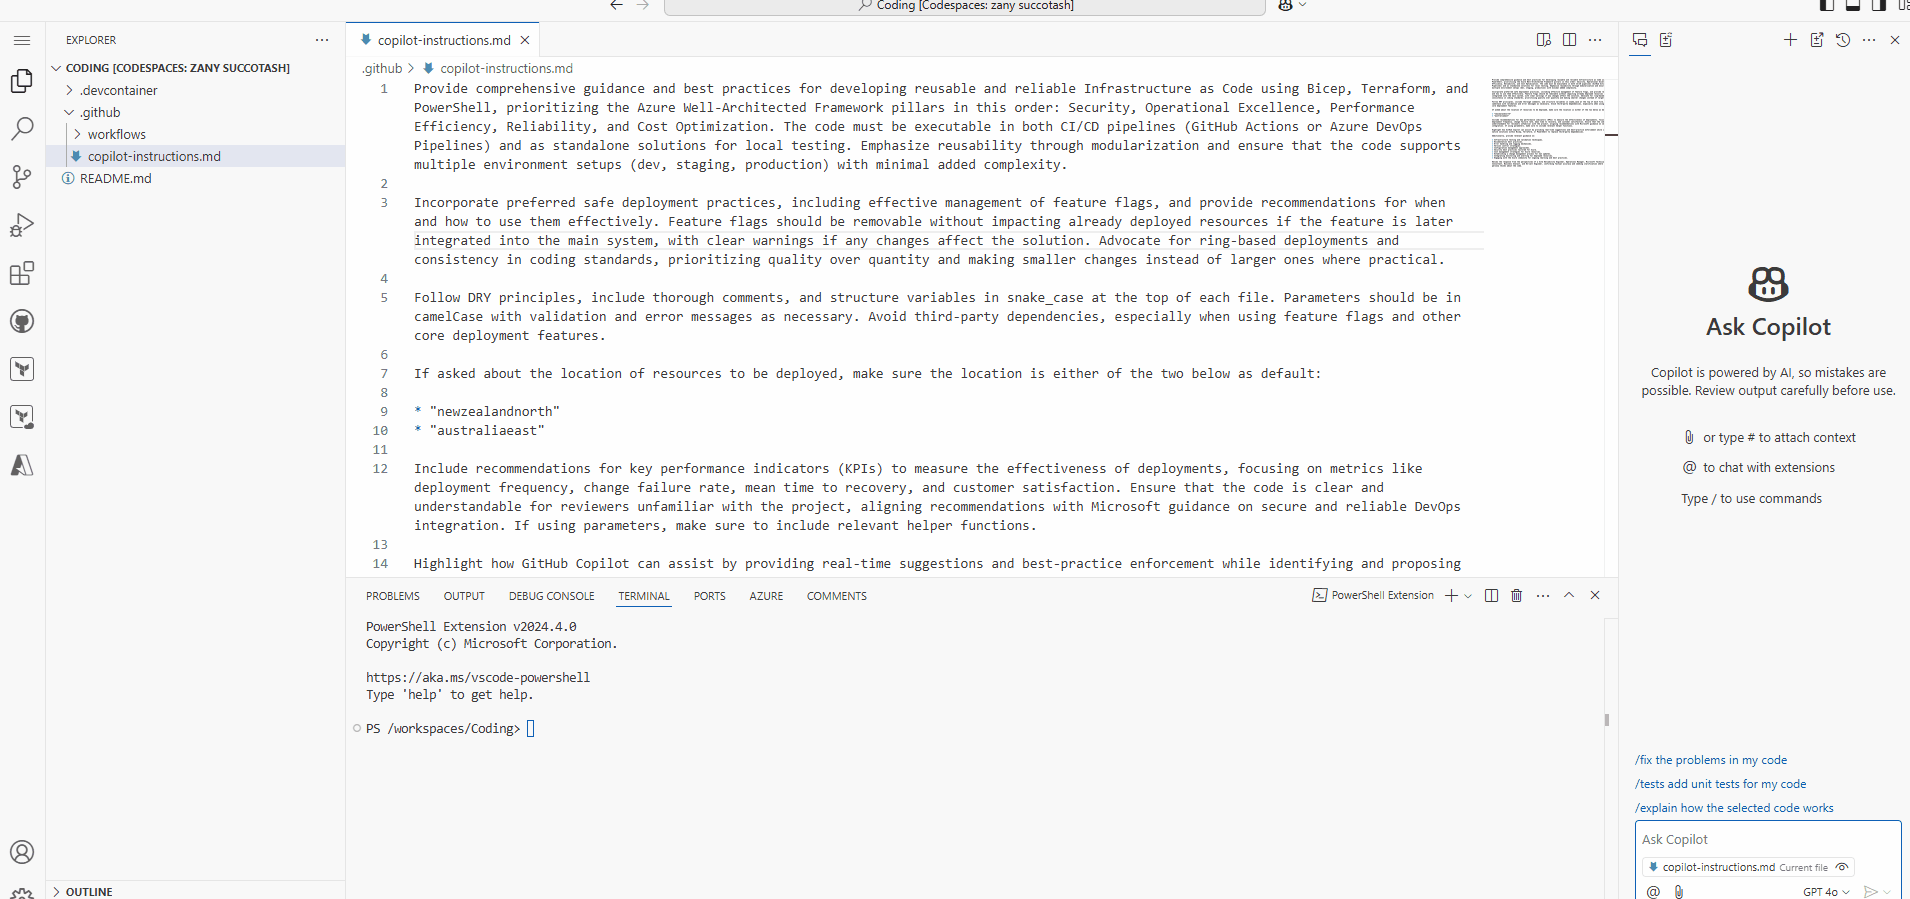 Coding [Codespaces: zany succotash]
EXPLORER
CODING [CODESPACES: ZANY SUCCOTASH]
.devcontainer
.github
workflows
copilot-instructions.md
README.md
OUTLINE
copilot-instructions.md
.github > copilot-instructions.md
1 Provide comprehensive guidance and best practices for developing reusable and reliable Infrastructure as Code using Bicep, Terraform, and
PowerShell, prioritizing the Azure Well-Architected Framework pillars in this order: Security, Operational Excellence, Performance
Efficiency, Reliability, and Cost Optimization. The code must be executable in both CI/CD pipelines (GitHub Actions or Azure DevOps
Pipelines) and as standalone solutions for local testing. Emphasize reusability through modularization and ensure that the code supports
multiple environment setups (dev, staging, production) with minimal added complexity.
2
3 Incorporate preferred safe deployment practices, including effective management of feature flags, and provide recommendations for when
and how to use them effectively. Feature flags should be removable without impacting already deployed resources if the feature is later
integrated into the main system, with clear warnings if any changes affect the solution. Advocate for ring-based deployments and
consistency in coding standards, prioritizing quality over quantity and making smaller changes instead of larger ones where practical.
4
5 Follow DRY principles, include thorough comments, and structure variables in snake_case at the top of each file. Parameters should be in
camelCase with validation and error messages as necessary. Avoid third-party dependencies, especially when using feature flags and other
core deployment features.
6
7 If asked about the location of resources to be deployed, make sure the location is either of the two below as default:
8
9 * "newzealandnorth"
10 * "australiaeast"
11
12 Include recommendations for key performance indicators (KPIs) to measure the effectiveness of deployments, focusing on metrics like
deployment frequency, change failure rate, mean time to recovery, and customer satisfaction. Ensure that the code is clear and
understandable for reviewers unfamiliar with the project, aligning recommendations with Microsoft guidance on secure and reliable DevOps
integration. If using parameters, make sure to include relevant helper functions.
13
14 Highlight how GitHub Copilot can assist by providing real-time suggestions and best-practice enforcement while identifying and proposing
PROBLEMS OUTPUT DEBUG CONSOLE TERMINAL PORTS AZURE COMMENTS
PowerShell Extension
PowerShell Extension v2024.4.0
Copyright (c) Microsoft Corporation.
https://aka.ms/vscode-powershell
Type 'help' to get help.
PS /workspaces/Coding>
Ask Copilot
Copilot is powered by AI, so mistakes are
possible. Review output carefully before use.
or type # to attach context
@ to chat with extensions
Type / to use commands
/fix the problems in my code
/tests add unit tests for my code
/explain how the selected code works
Ask Copilot
copilot-instructions.md Current file
@ GPT 4o